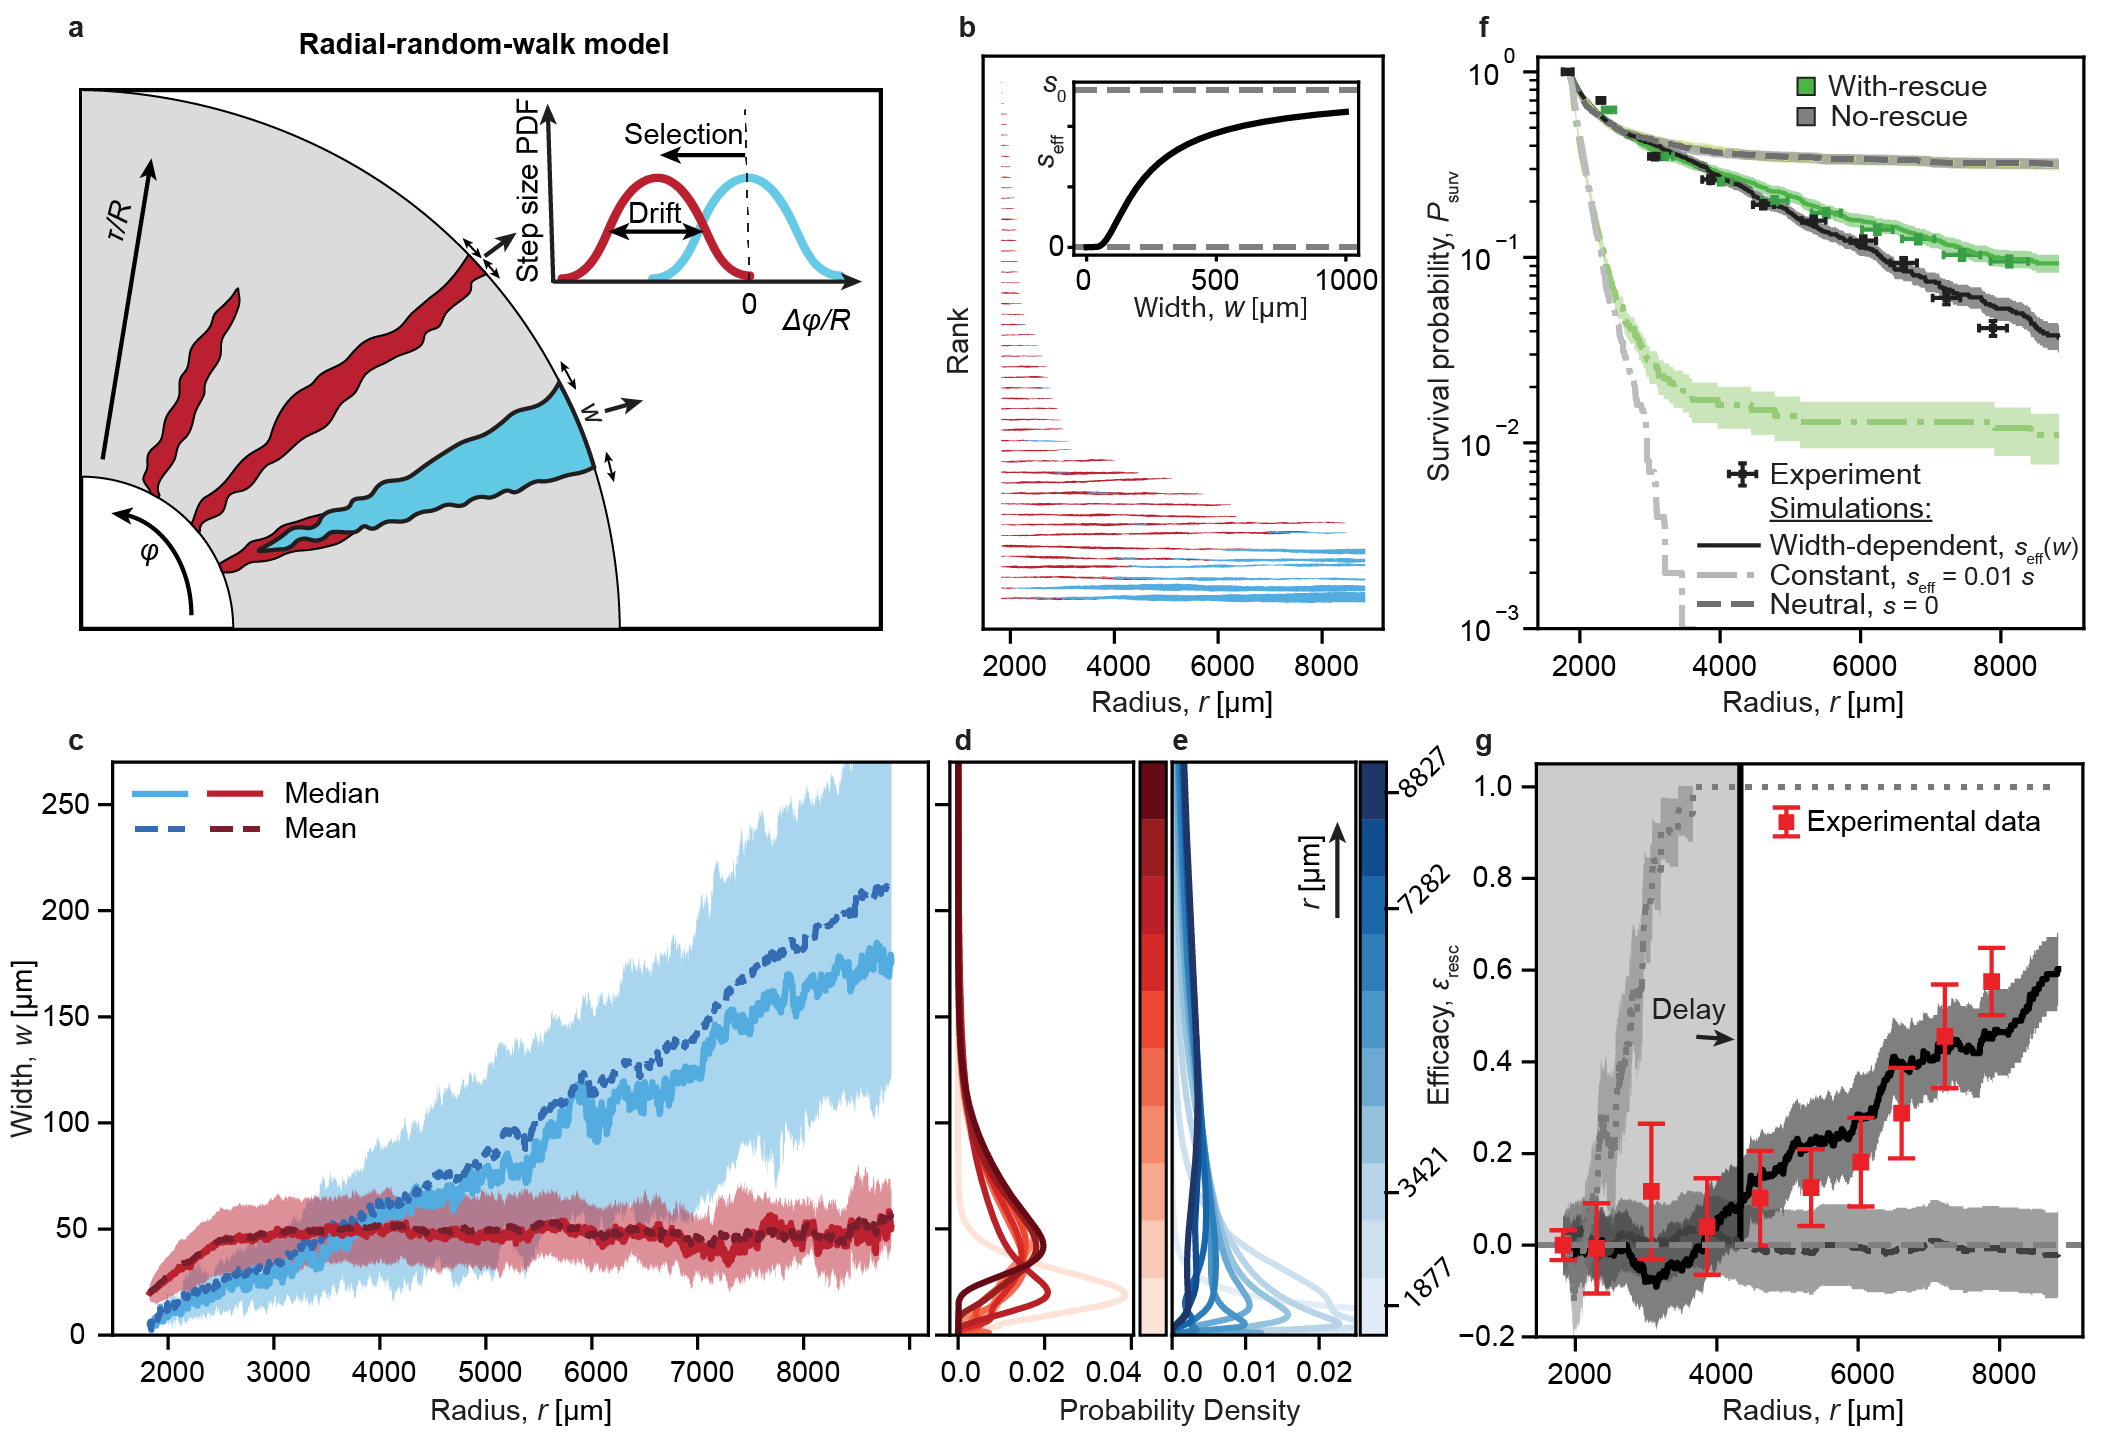 a
Radial-random-walk model
r/R
φ
w
Step size PDF
Selection
Drift
0
Δφ/R
b
Rank
s0
seff
0
0
500
1000
Width, w [µm]
2000
4000
6000
8000
Radius, r [µm]
f
Survival probability, Psurv
10^0
10^−1
10^−2
10^−3
With-rescue
No-rescue
Experiment
Simulations:
Width-dependent, seff(w)
Constant, seff = 0.01 s
Neutral, s = 0
2000
4000
6000
8000
Radius, r [µm]
c
Width, w [µm]
250
200
150
100
50
0
Median
Mean
2000
3000
4000
5000
6000
7000
8000
Radius, r [µm]
d
0.0
0.02
0.04
e
0.0
0.01
0.02
Probability Density
r [µm]
8827
7282
3421
1877
g
Efficacy, εresc
1.0
0.8
0.6
0.4
0.2
0.0
−0.2
Experimental data
Delay
2000
4000
6000
8000
Radius, r [µm]